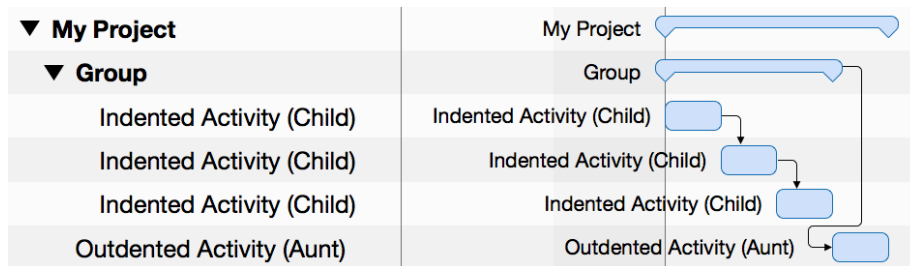 My Project My Project
Group Group
Indented Activity (Child) Indented Activity (Child)
Indented Activity (Child) Indented Activity (Child)
Indented Activity (Child) Indented Activity (Child)
Outdented Activity (Aunt) Outdented Activity (Aunt)